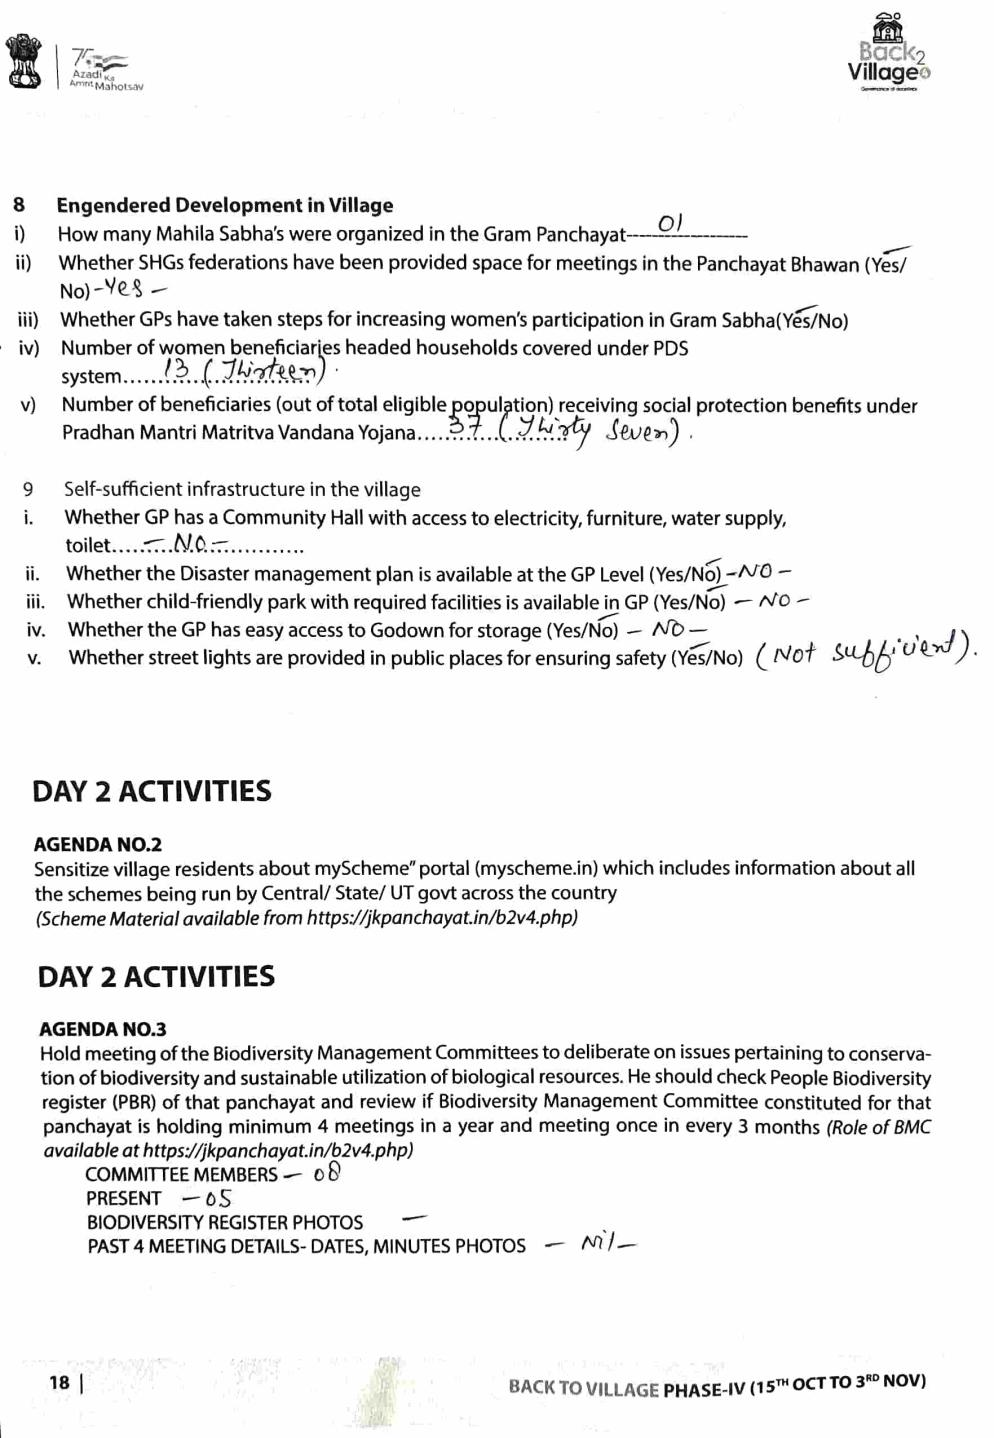 75
Azadi Ka
Amrit Mahotsav
Back2
Village
8 Engendered Development in Village
i) How many Mahila Sabha's were organized in the Gram Panchayat----01---------
ii) Whether SHGs federations have been provided space for meetings in the Panchayat Bhawan (Yes/
No) -Yes -
iii) Whether GPs have taken steps for increasing women's participation in Gram Sabha(Yes/No)
iv) Number of women beneficiaries headed households covered under PDS
system......13 (Thirteen).
v) Number of beneficiaries (out of total eligible population) receiving social protection benefits under
Pradhan Mantri Matritva Vandana Yojana.....37 (Thirty Seven).
9 Self-sufficient infrastructure in the village
i. Whether GP has a Community Hall with access to electricity, furniture, water supply,
toilet.....-No-............
ii. Whether the Disaster management plan is available at the GP Level (Yes/No) -NO -
iii. Whether child-friendly park with required facilities is available in GP (Yes/No) - NO -
iv. Whether the GP has easy access to Godown for storage (Yes/No) - NO -
v. Whether street lights are provided in public places for ensuring safety (Yes/No) (Not sufficient).
DAY 2 ACTIVITIES
AGENDA NO.2
Sensitize village residents about myScheme" portal (myscheme.in) which includes information about all
the schemes being run by Central/ State/ UT govt across the country
(Scheme Material available from https://jkpanchayat.in/b2v4.php)
DAY 2 ACTIVITIES
AGENDA NO.3
Hold meeting of the Biodiversity Management Committees to deliberate on issues pertaining to conserva-
tion of biodiversity and sustainable utilization of biological resources. He should check People Biodiversity
register (PBR) of that panchayat and review if Biodiversity Management Committee constituted for that
panchayat is holding minimum 4 meetings in a year and meeting once in every 3 months (Role of BMC
available at https://jkpanchayat.in/b2v4.php)
COMMITTEE MEMBERS - 08
PRESENT - 05
BIODIVERSITY REGISTER PHOTOS -
PAST 4 MEETING DETAILS- DATES, MINUTES PHOTOS - Nil -
18 | BACK TO VILLAGE PHASE-IV (15TH OCT TO 3RD NOV)